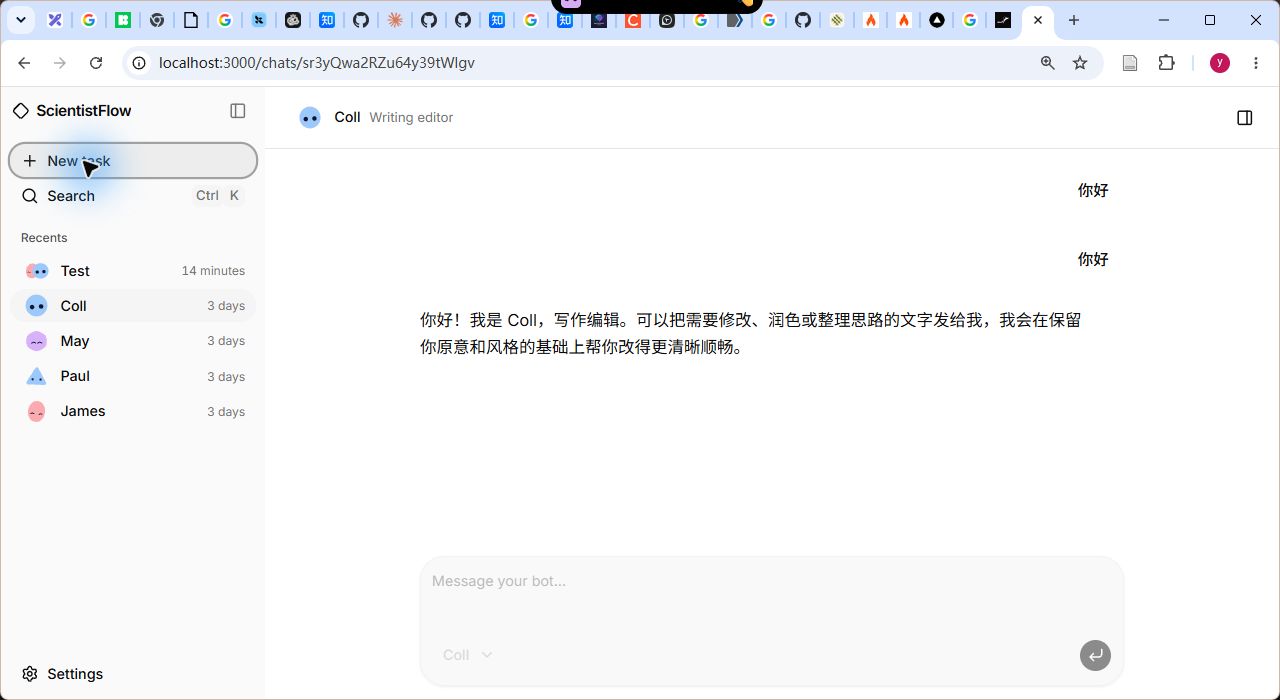 知
知
知
localhost:3000/chats/sr3yQwa2RZu64y39tWIgv
y
ScientistFlow
New task
Search Ctrl K
Recents
Test 14 minutes
Coll 3 days
May 3 days
Paul 3 days
James 3 days
Settings
Coll Writing editor
你好
你好
你好！我是 Coll，写作编辑。可以把需要修改、润色或整理思路的文字发给我，我会在保留
你原意和风格的基础上帮你改得更清晰顺畅。
Message your bot...
Coll